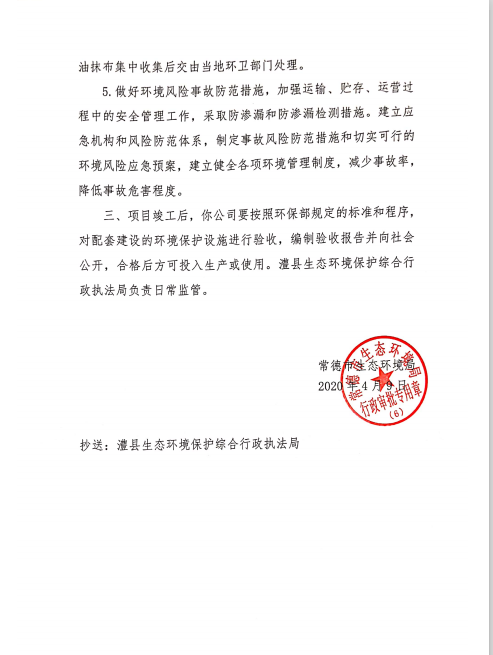 油抹布集中收集后交由当地环卫部门处理。
5.做好环境风险事故防范措施，加强运输、贮存、运营过
程中的安全管理工作，采取防渗漏和防渗漏检测措施。建立应
急机构和风险防范体系，制定事故风险防范措施和切实可行的
环境风险应急预案，建立健全各项环境管理制度，减少事故率，
降低事故危害程度。
三、项目竣工后，你公司要按照环保部规定的标准和程序，
对配套建设的环境保护设施进行验收，编制验收报告并向社会
公开，合格后方可投入生产或使用。澧县生态环境保护综合行
政执法局负责日常监管。
常德市生态环境局
2020年4月9日
常德市生态环境局
行政审批专用章
（6）
抄送：澧县生态环境保护综合行政执法局